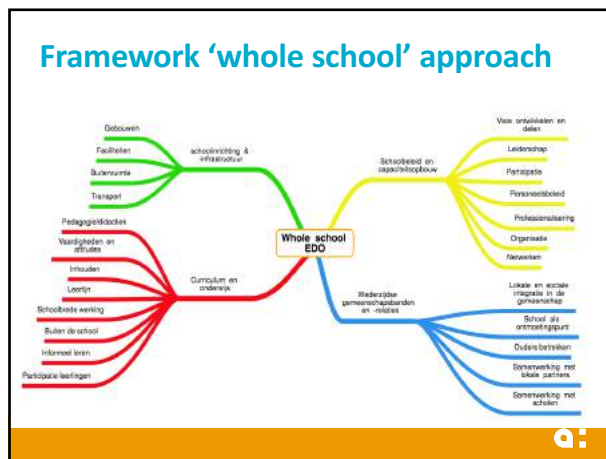 Framework ‘whole school’ approach
Gebouwen
Faciliteiten
Buitenruimte
Transport
schoolinrichting &
infrastructuur
Pedagogie/didactiek
Vaardigheden en
attitudes
Inhouden
Leerlijn
Schoolbrede werking
Buiten de school
Informeel leren
Participatie leerlingen
Curriculum en
onderwijs
Whole school
EDO
Schoolbeleid en
capaciteitsopbouw
Visie ontwikkelen en
delen
Leiderschap
Participatie
Personeelsbeleid
Professionalisering
Organisatie
Netwerken
Wederzijdse
gemeenschapsbanden
en -relaties
Lokale en sociale
integratie in de
gemeenschap
School als
ontmoetingspunt
Ouders betrekken
Samenwerking met
lokale partners
Samenwerking met
scholen
a: